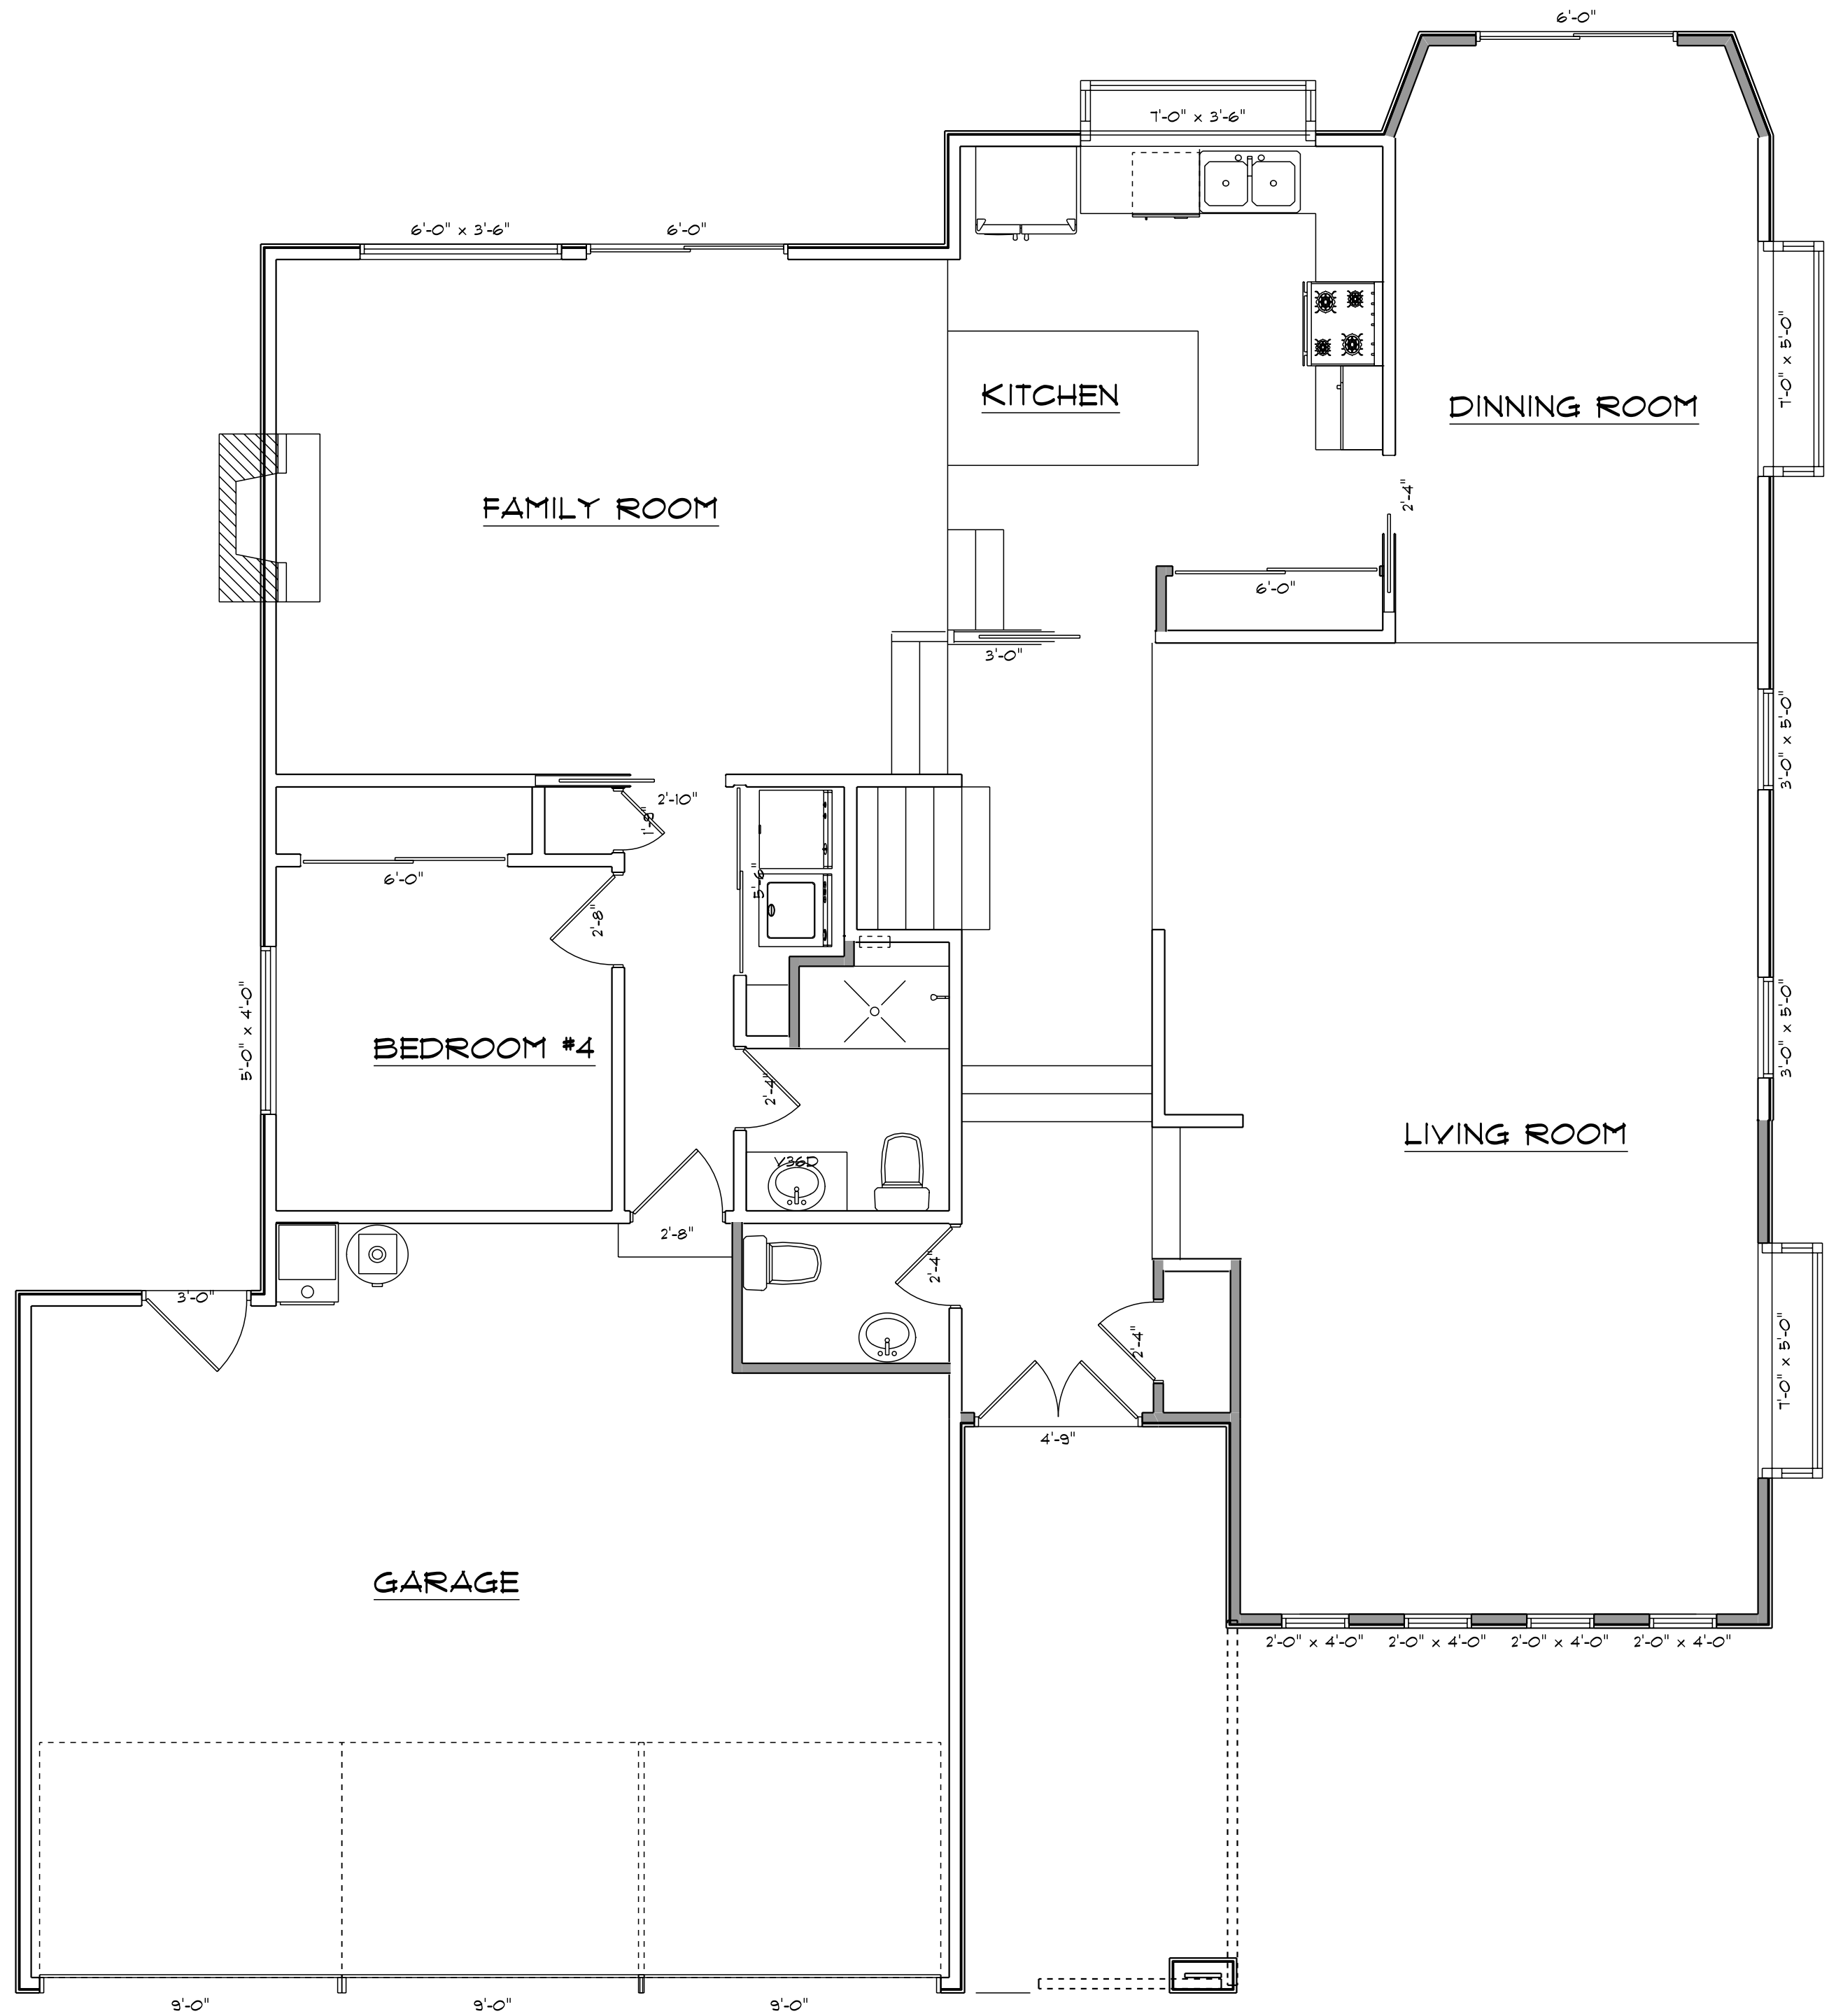 6'-0"
7'-0" x 3'-6"
6'-0" x 3'-6"
6'-0"
7'-0" x 5'-0"
KITCHEN
DINNING ROOM
FAMILY ROOM
2'-4"
6'-0"
3'-0"
3'-0" x 5'-0"
2'-10"
1'-9"
6'-0"
5'-6"
2'-8"
5'-0" x 4'-0"
3'-0" x 5'-0"
BEDROOM #4
2'-4"
LIVING ROOM
V36D
2'-8"
2'-4"
3'-0"
2'-4"
7'-0" x 5'-0"
4'-9"
GARAGE
2'-0" x 4'-0"
2'-0" x 4'-0"
2'-0" x 4'-0"
2'-0" x 4'-0"
9'-0"
9'-0"
9'-0"